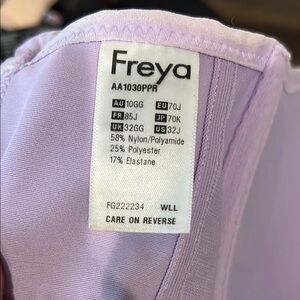 Freya
AA1030PPR
AU 10GG EU 70J
FR 85J JP 70K
UK 32GG US 32J
58% Nylon/Polyamide
25% Polyester
17% Elastane
FG222234 WLL
CARE ON REVERSE